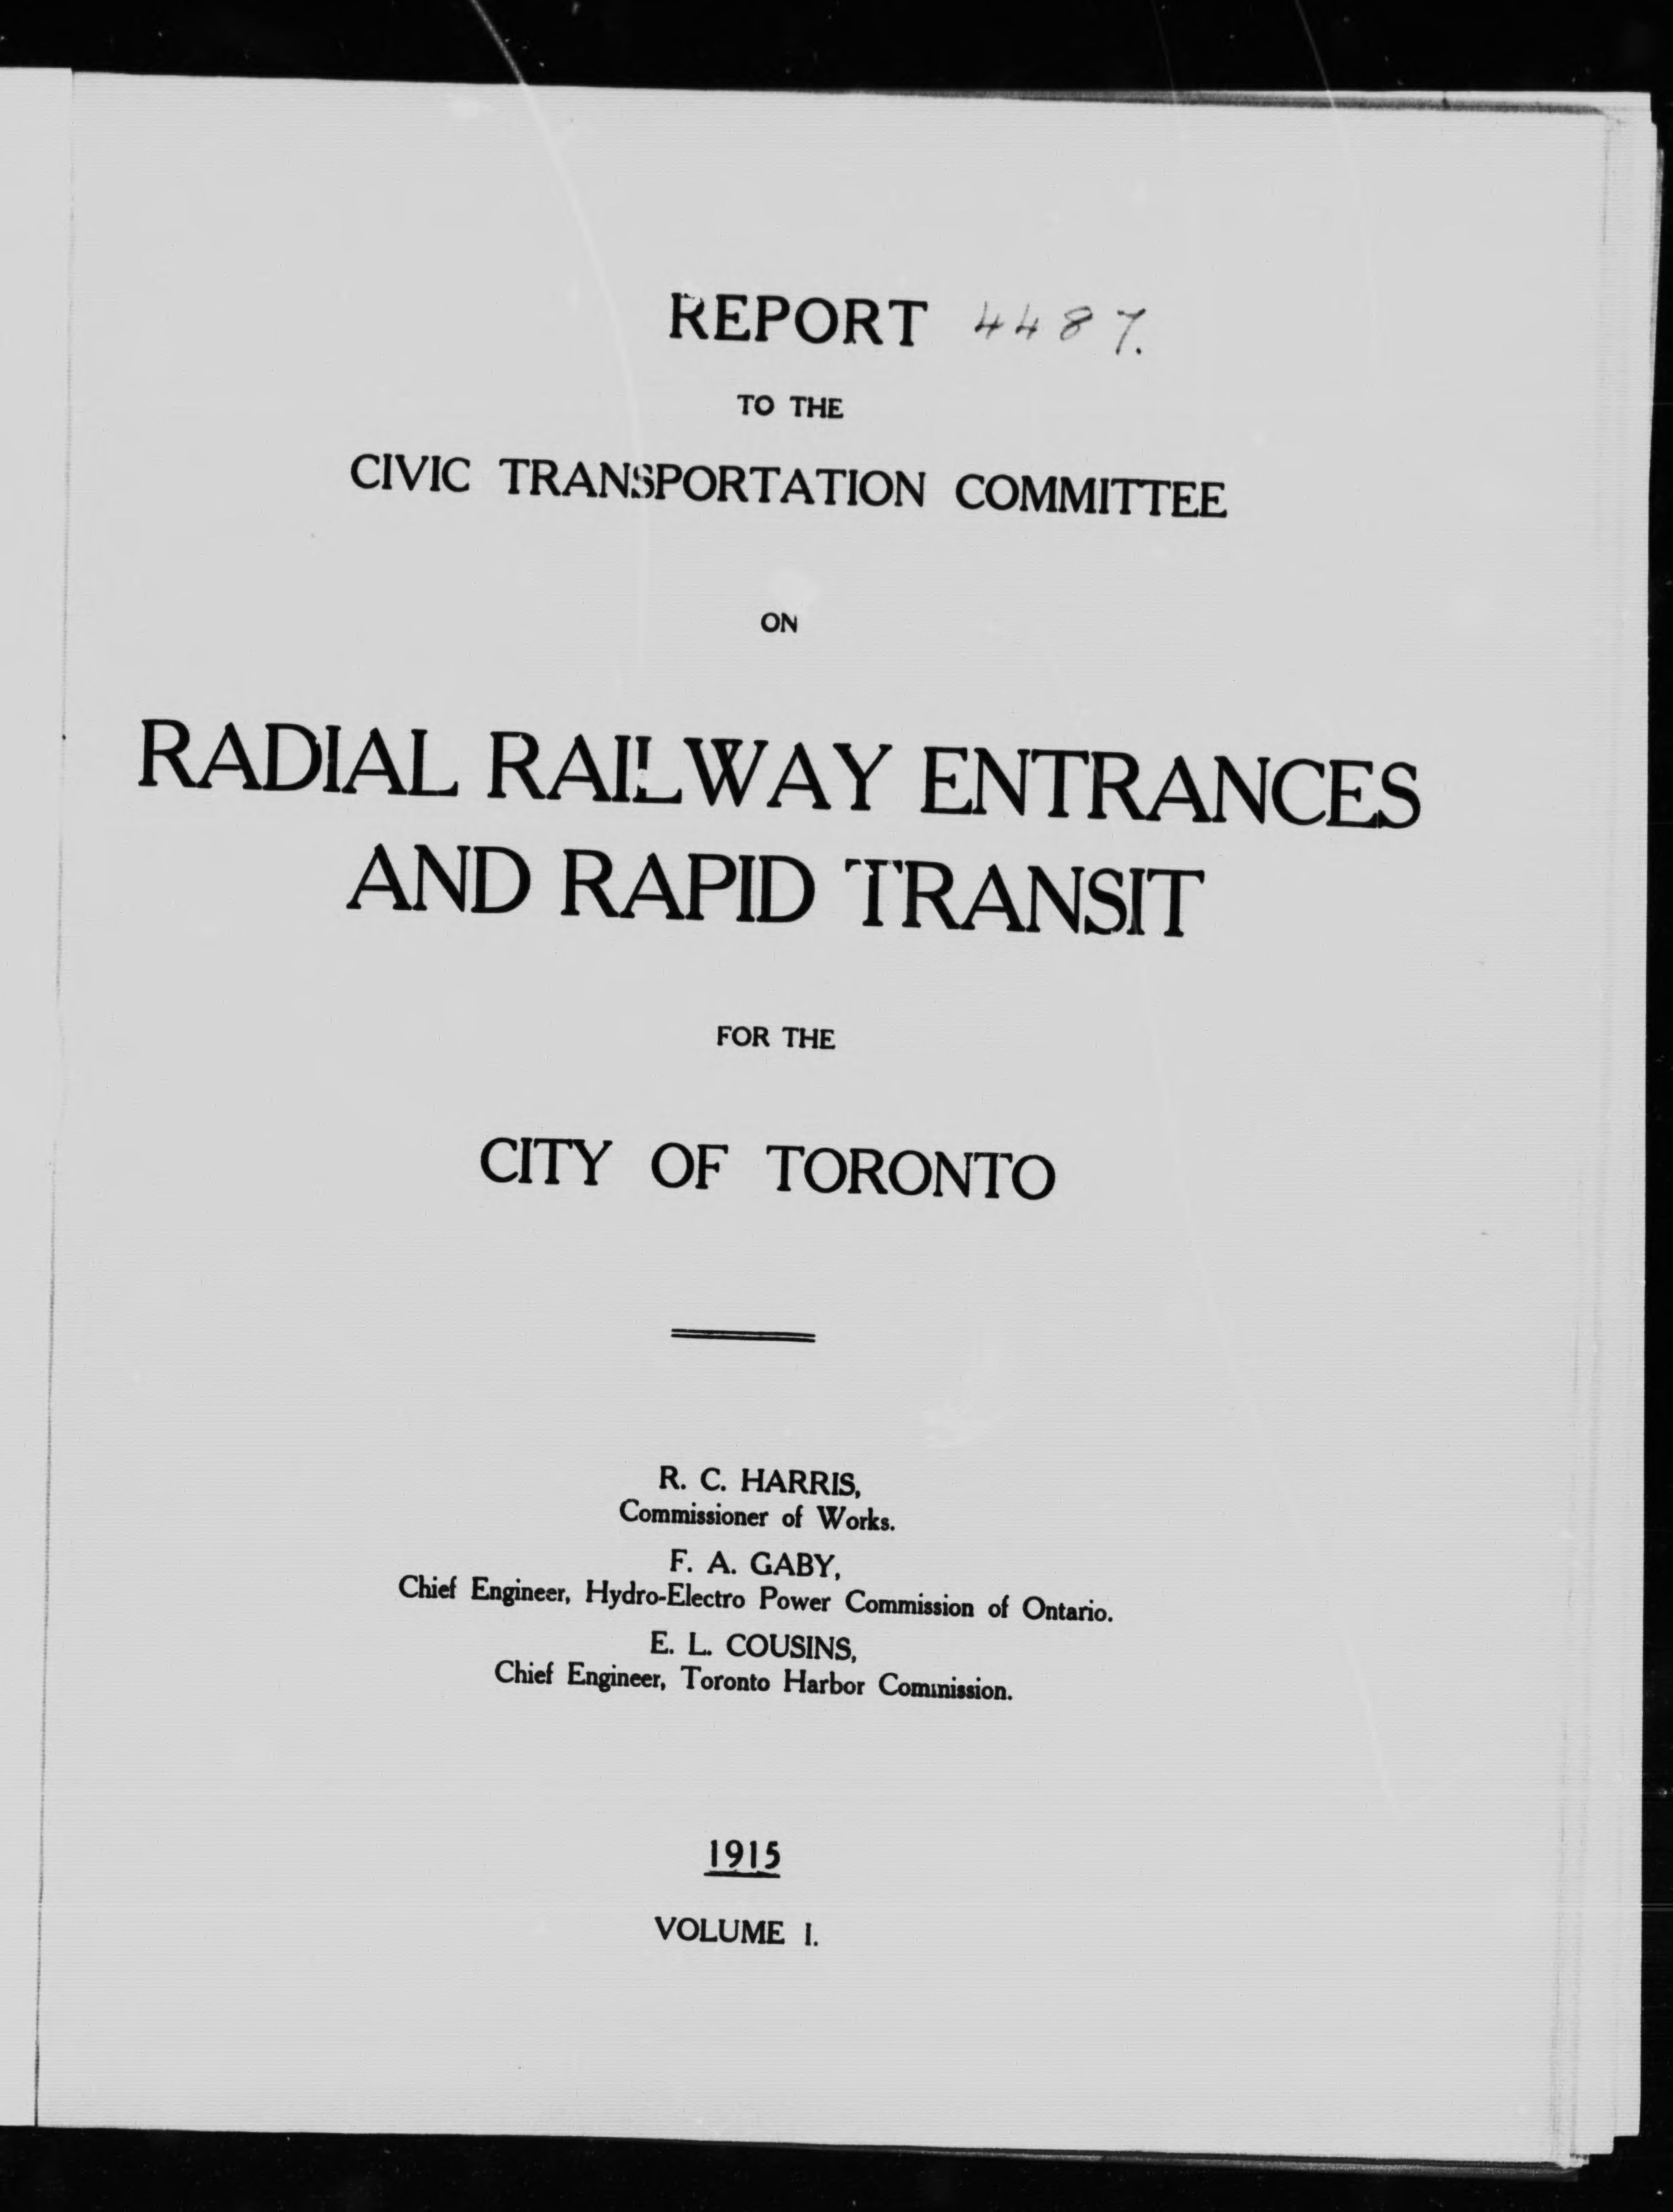 REPORT 4487.
TO THE
CIVIC TRANSPORTATION COMMITTEE
ON
RADIAL RAILWAY ENTRANCES
AND RAPID TRANSIT
FOR THE
CITY OF TORONTO
R. C. HARRIS,
Commissioner of Works.
F. A. GABY,
Chief Engineer, Hydro-Electro Power Commission of Ontario.
E. L. COUSINS,
Chief Engineer, Toronto Harbor Commission.
1915
VOLUME I.